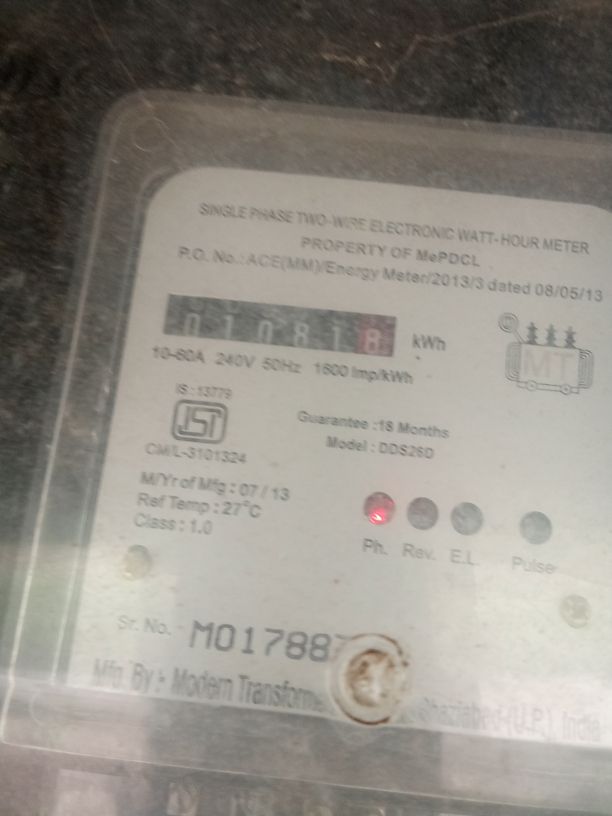 SINGLE PHASE TWO-WIRE ELECTRONIC WATT-HOUR METER
PROPERTY OF MePDCL
P.O. No.: ACE(MM)/Energy Meter/2013/3 dated 08/05/13
010818 kWh
10-60A 240V 50Hz 1600 Imp/kWh
MT
IS : 13779
ISI
CM/L-3101324
Guarantee :18 Months
Model : DDS26D
M/Yr of Mfg : 07 / 13
Ref Temp : 27°C
Class : 1.0
Ph. Rev. E.L. Pulse
Sr. No. M017887
Mfg. By :- Modern Transforme Ghaziabad-(U.P.), India